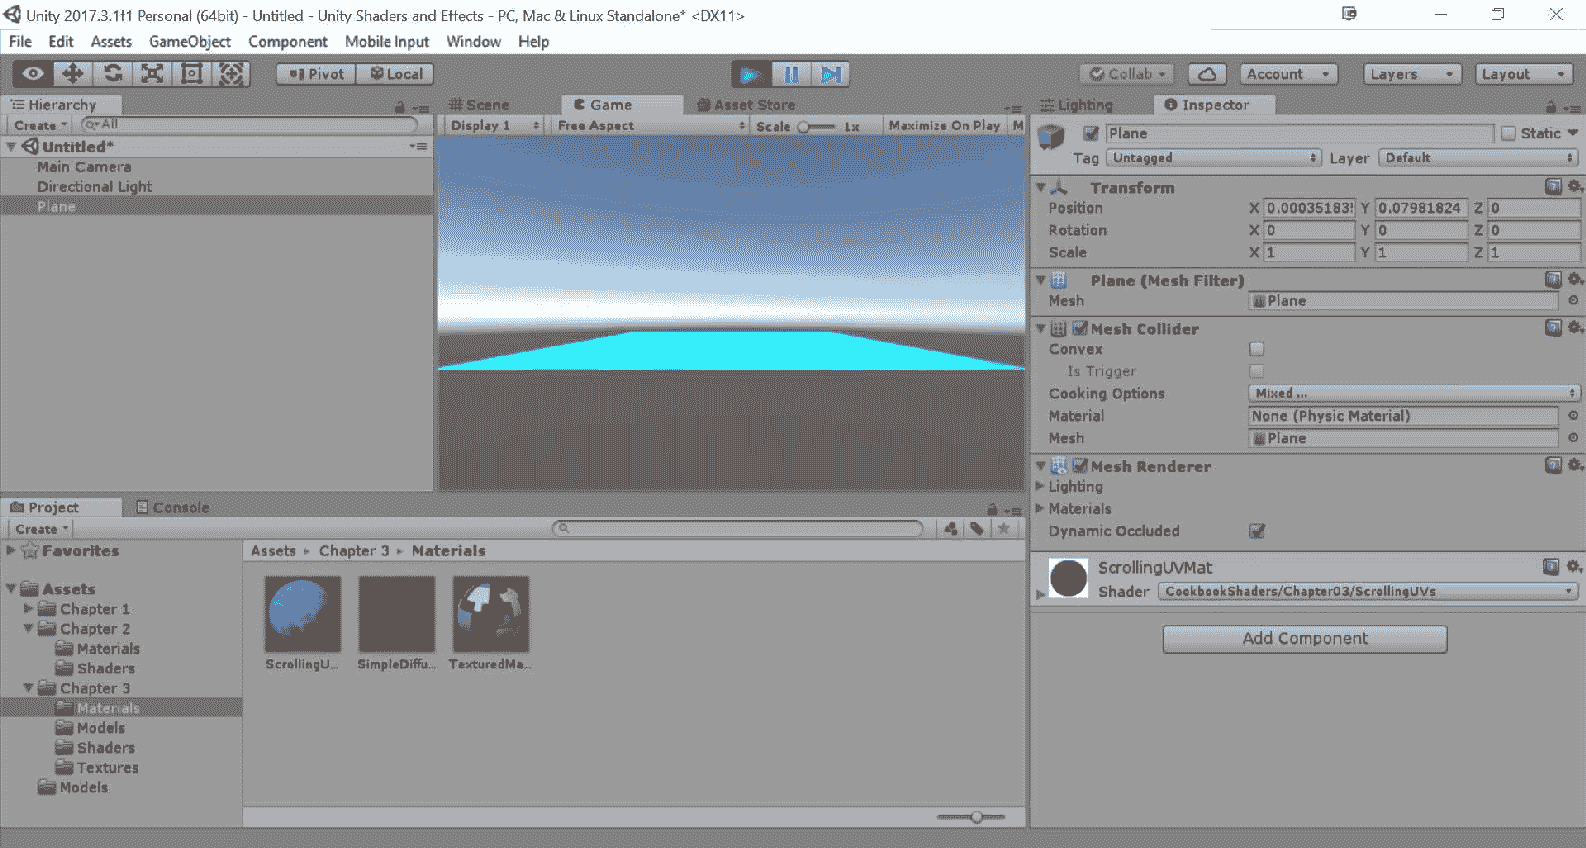 Unity 2017.3.1f1 Personal (64bit) - Untitled - Unity Shaders and Effects - PC, Mac & Linux Standalone* <DX11>
File Edit Assets GameObject Component Mobile Input Window Help
Pivot Local Collab Account Layers Layout
Hierarchy
Create All
Untitled*
Main Camera
Directional Light
Plane
Scene Game Asset Store
Display 1 Free Aspect Scale 1x Maximize On Play M
Lighting Inspector
Plane Static
Tag Untagged Layer Default
Transform
Position X 0.00035183 Y 0.07981824 Z 0
Rotation X 0 Y 0 Z 0
Scale X 1 Y 1 Z 1
Plane (Mesh Filter)
Mesh Plane
Mesh Collider
Convex
Is Trigger
Cooking Options Mixed ...
Material None (Physic Material)
Mesh Plane
Mesh Renderer
Lighting
Materials
Dynamic Occluded
ScrollingUVMat
Shader CookbookShaders/Chapter03/ScrollingUVs
Add Component
Project Console
Create
Favorites
Assets
Chapter 1
Chapter 2
Materials
Shaders
Chapter 3
Materials
Models
Shaders
Textures
Models
Assets Chapter 3 Materials
ScrollingU... SimpleDiffu... TexturedMa...